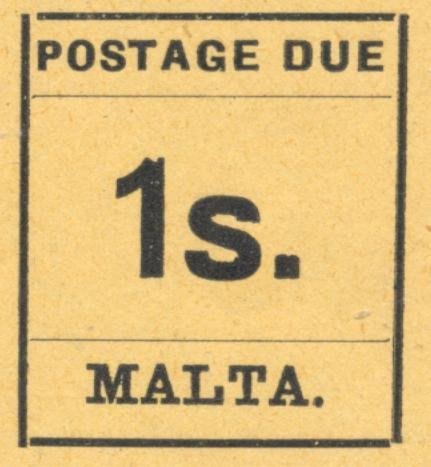 POSTAGE DUE
1s.
MALTA.